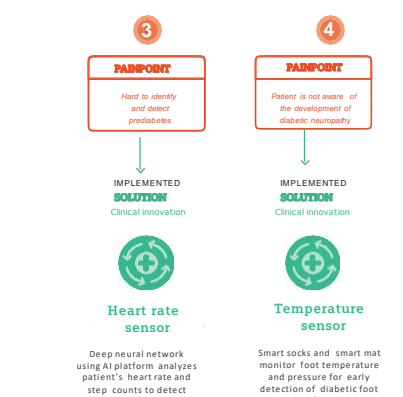 3
PAINPOINT
Hard to identify
and detect
prediabetes
IMPLEMENTED
SOLUTION
Clinical innovation
Heart rate
sensor
Deep neural network
using AI platform analyzes
patient's heart rate and
step counts to detect
4
PAINPOINT
Patient is not aware of
the development of
diabetic neuropathy
IMPLEMENTED
SOLUTION
Clinical innovation
Temperature
sensor
Smart socks and smart mat
monitor foot temperature
and pressure for early
detection of diabetic foot